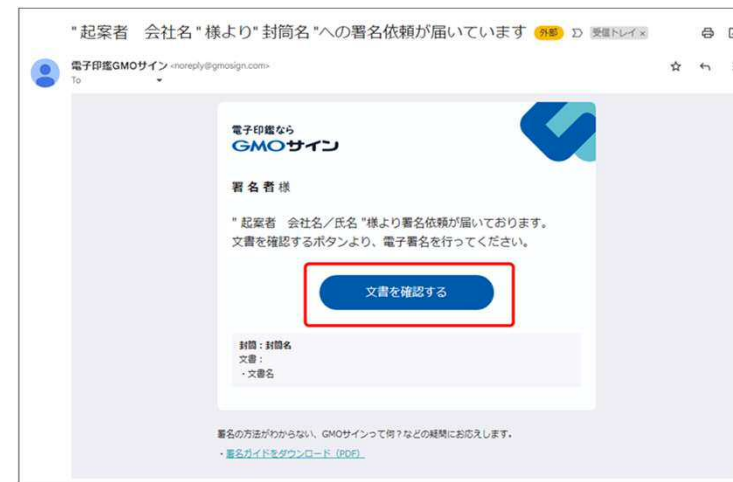 "起案者　会社名"様より"封筒名"への署名依頼が届いています 外部 受信トレイ×
電子印鑑GMOサイン <noreply@gmosign.com>
To
電子印鑑なら
GMOサイン
署名者様
"起案者　会社名／氏名"様より署名依頼が届いております。
文書を確認するボタンより、電子署名を行ってください。
文書を確認する
封筒：封筒名
文書：
・文書名
署名の方法がわからない、GMOサインって何？などの疑問にお応えします。
・署名ガイドをダウンロード（PDF）